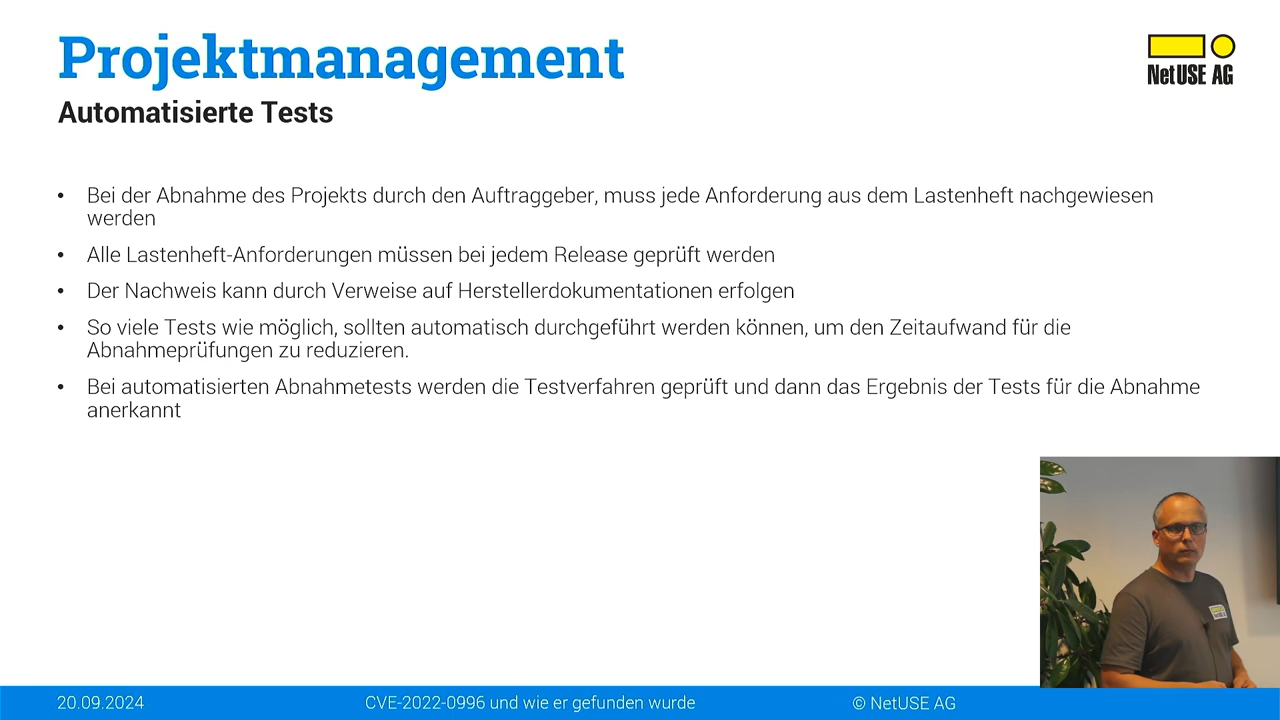 Projektmanagement
NetUSE AG
Automatisierte Tests
• Bei der Abnahme des Projekts durch den Auftraggeber, muss jede Anforderung aus dem Lastenheft nachgewiesen
werden
• Alle Lastenheft-Anforderungen müssen bei jedem Release geprüft werden
• Der Nachweis kann durch Verweise auf Herstellerdokumentationen erfolgen
• So viele Tests wie möglich, sollten automatisch durchgeführt werden können, um den Zeitaufwand für die
Abnahmeprüfungen zu reduzieren.
• Bei automatisierten Abnahmetests werden die Testverfahren geprüft und dann das Ergebnis der Tests für die Abnahme
anerkannt
20.09.2024
CVE-2022-0996 und wie er gefunden wurde
© NetUSE AG